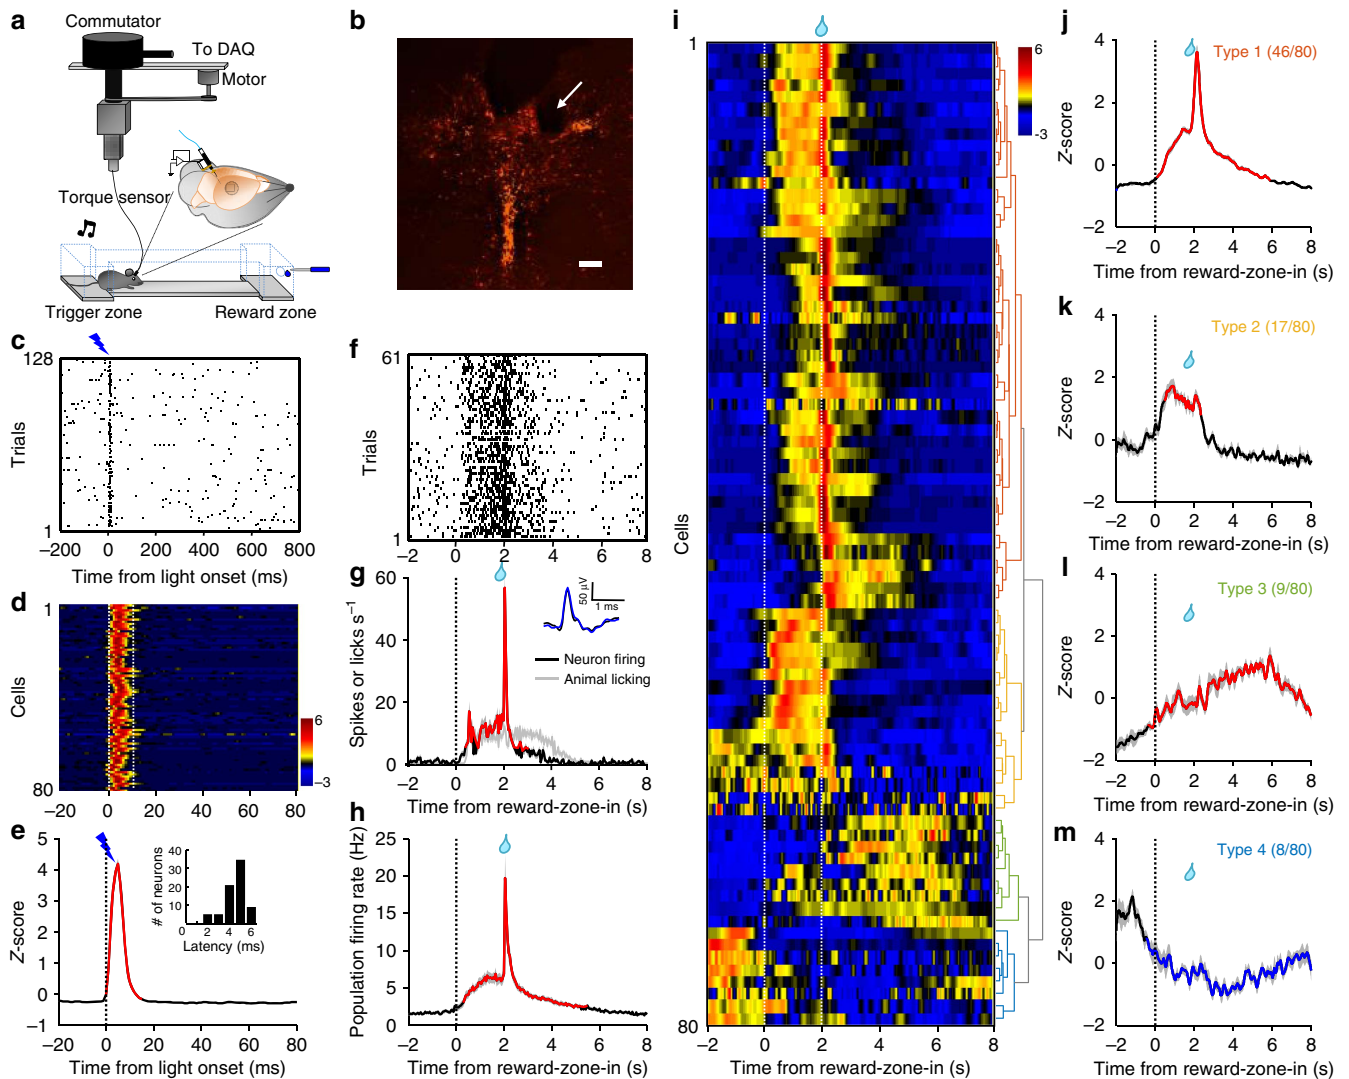 a
Commutator
To DAQ
Motor
Torque sensor
Trigger zone
Reward zone
b
c
128
Trials
1
−200 0 200 400 600 800
Time from light onset (ms)
d
1
Cells
80
6
−3
−20 0 20 40 60 80
e
5
4
3
2
1
0
−1
Z-score
40
30
20
10
# of neurons
0 2 4 6
Latency (ms)
−20 0 20 40 60 80
Time from light onset (ms)
f
61
Trials
1
−2 0 2 4 6 8
g
60
40
20
0
Spikes or licks s−1
50 µV
1 ms
Neuron firing
Animal licking
−2 0 2 4 6 8
Time from reward-zone-in (s)
h
25
20
15
10
5
0
Population firing rate (Hz)
−2 0 2 4 6 8
Time from reward-zone-in (s)
i
1
Cells
80
6
-3
−2 0 2 4 6 8
Time from reward-zone-in (s)
j
4
2
0
−2
Z-score
Type 1 (46/80)
−2 0 2 4 6 8
Time from reward-zone-in (s)
k
4
2
0
−2
Z-score
Type 2 (17/80)
−2 0 2 4 6 8
Time from reward-zone-in (s)
l
4
2
0
−2
Z-score
Type 3 (9/80)
−2 0 2 4 6 8
Time from reward-zone-in (s)
m
4
2
0
−2
Z-score
Type 4 (8/80)
−2 0 2 4 6 8
Time from reward-zone-in (s)